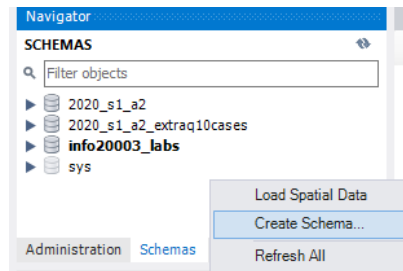 Navigator
SCHEMAS
Filter objects
2020_s1_a2
2020_s1_a2_extraq10cases
info20003_labs
sys
Load Spatial Data
Create Schema...
Administration Schemas
Refresh All